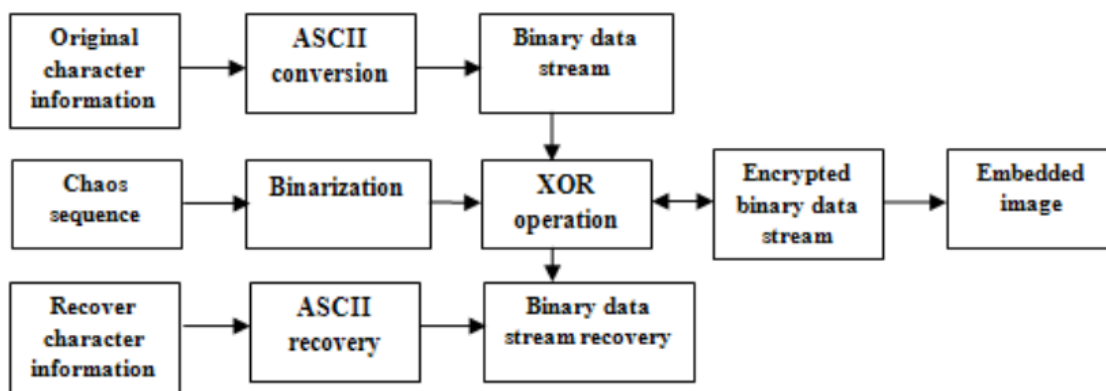 Original
character
information
ASCII
conversion
Binary data
stream
Chaos
sequence
Binarization
XOR
operation
Encrypted
binary data
stream
Embedded
image
Recover
character
information
ASCII
recovery
Binary data
stream recovery